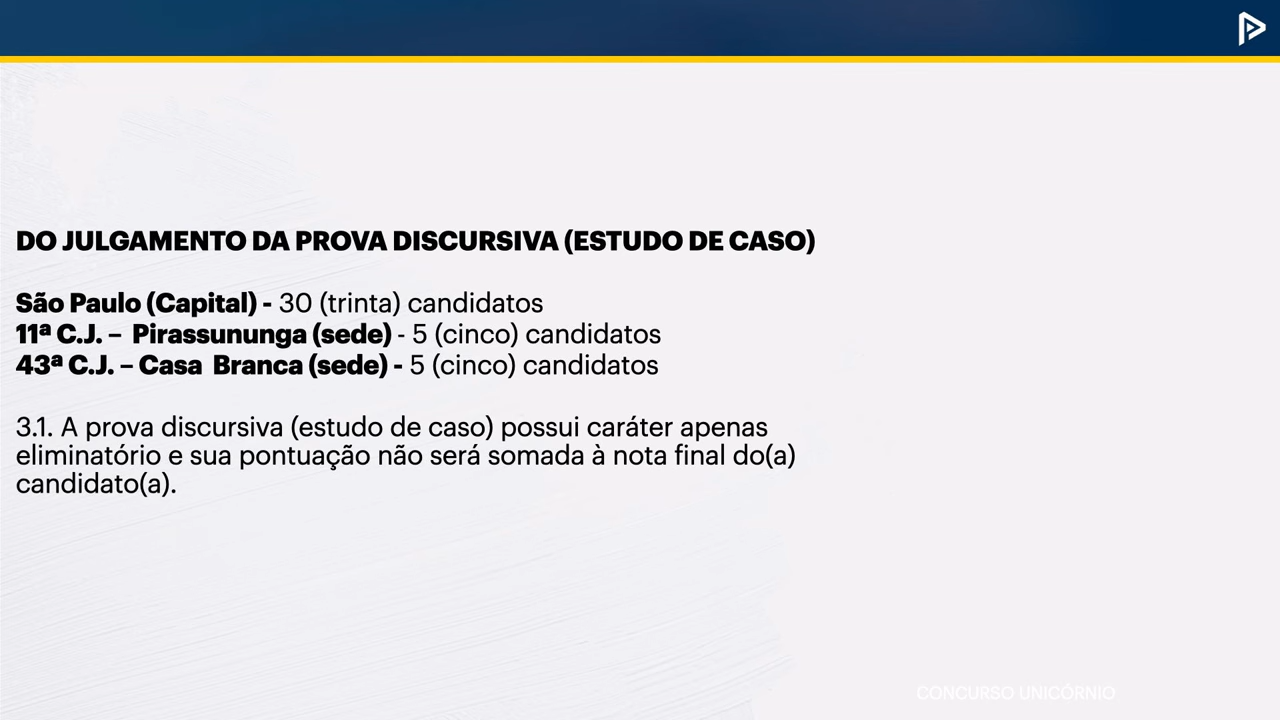 DO JULGAMENTO DA PROVA DISCURSIVA (ESTUDO DE CASO)
São Paulo (Capital) - 30 (trinta) candidatos
11ª C.J. – Pirassununga (sede) - 5 (cinco) candidatos
43ª C.J. – Casa Branca (sede) - 5 (cinco) candidatos
3.1. A prova discursiva (estudo de caso) possui caráter apenas
eliminatório e sua pontuação não será somada à nota final do(a)
candidato(a).
CONCURSO UNICÓRNIO